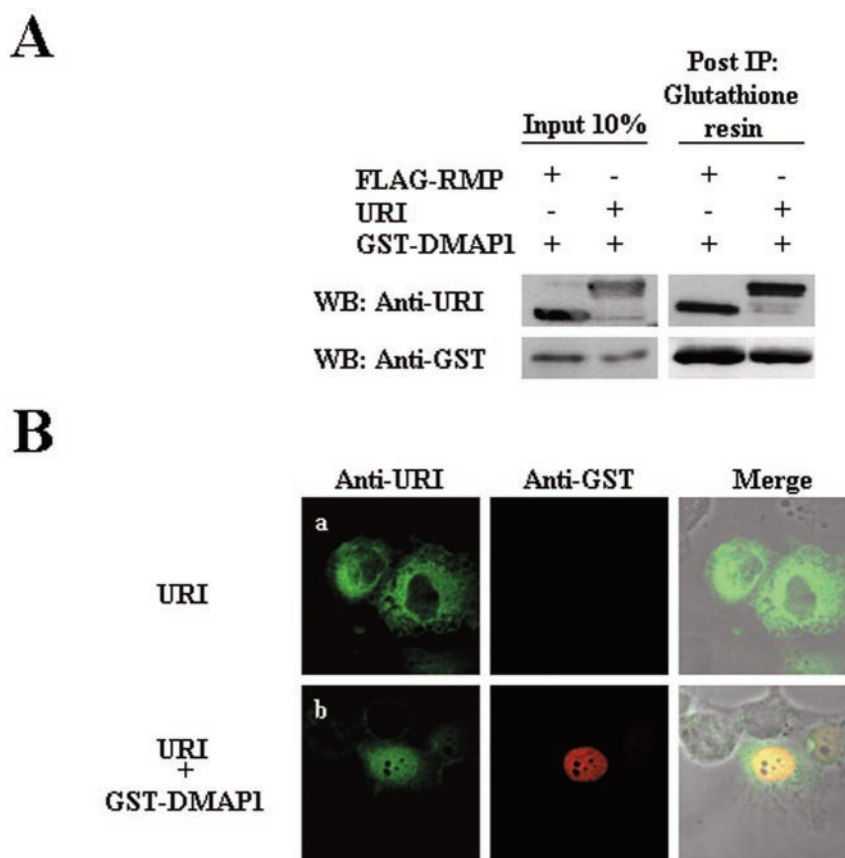 A
Post IP:
Glutathione
resin
Input 10%
FLAG-RMP + - + -
URI - + - +
GST-DMAP1 + + + +
WB: Anti-URI
WB: Anti-GST
B
Anti-URI Anti-GST Merge
a
URI
b
URI
+
GST-DMAP1